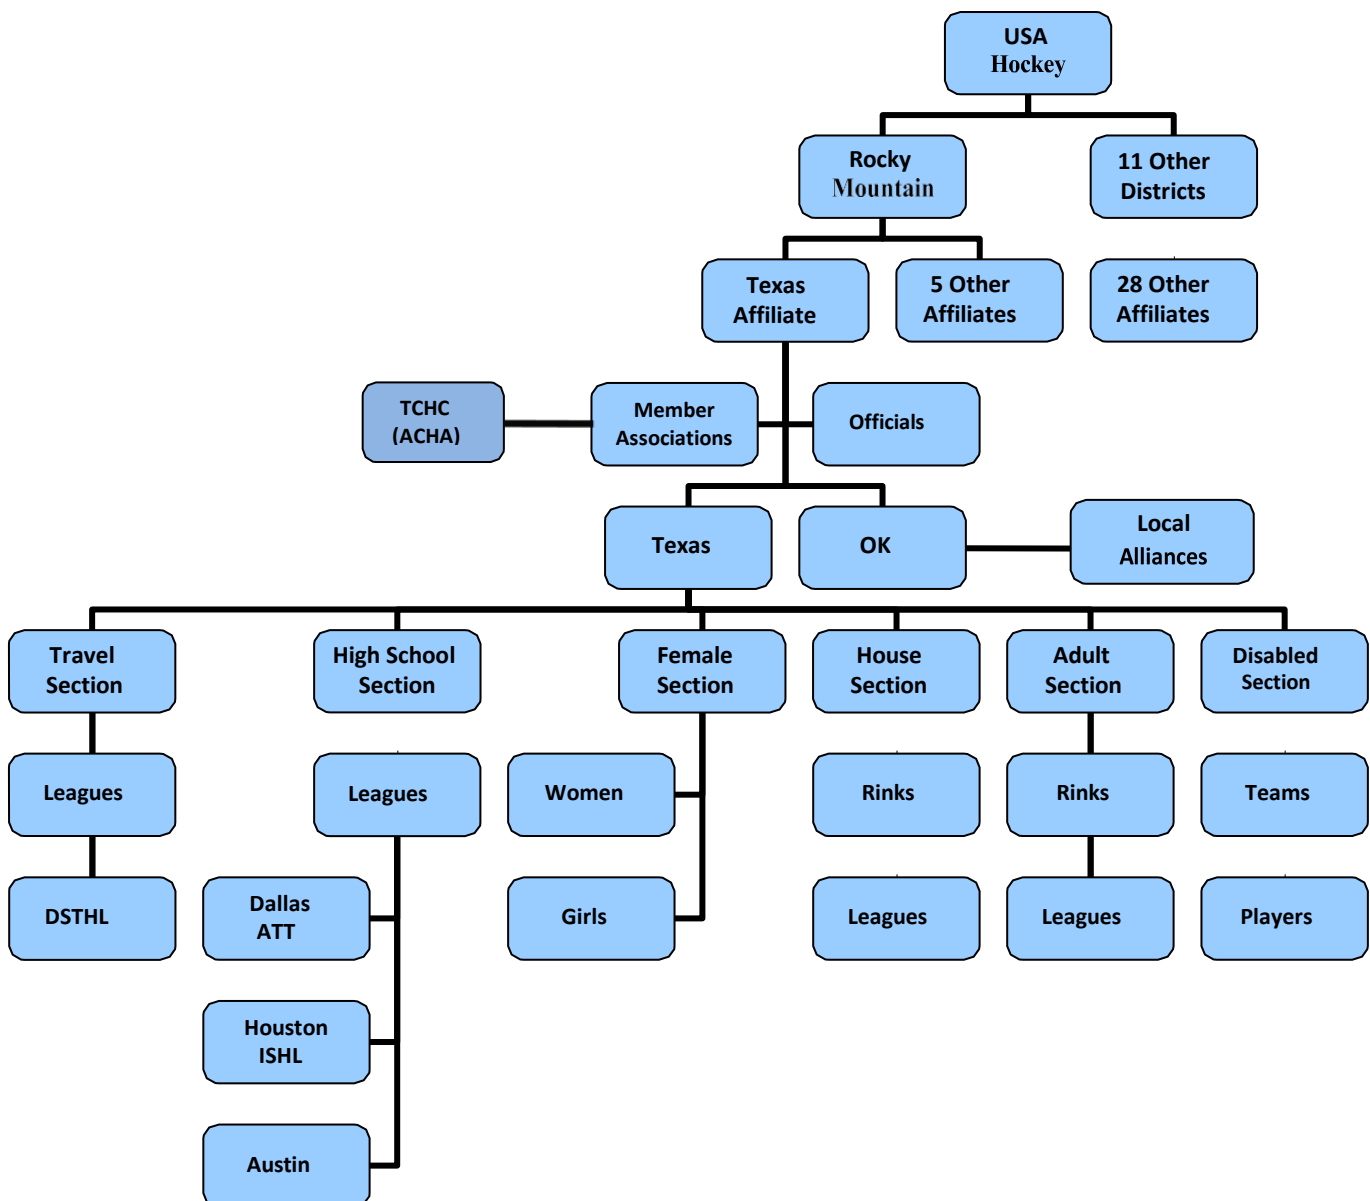 USA
Hockey
Rocky
Mountain
11 Other
Districts
Texas
Affiliate
5 Other
Affiliates
28 Other
Affiliates
TCHC
(ACHA)
Member
Associations
Officials
Texas
OK
Local
Alliances
Travel
Section
High School
Section
Female
Section
House
Section
Adult
Section
Disabled
Section
Leagues
Leagues
Women
Rinks
Rinks
Teams
DSTHL
Dallas
ATT
Girls
Leagues
Leagues
Players
Houston
ISHL
Austin